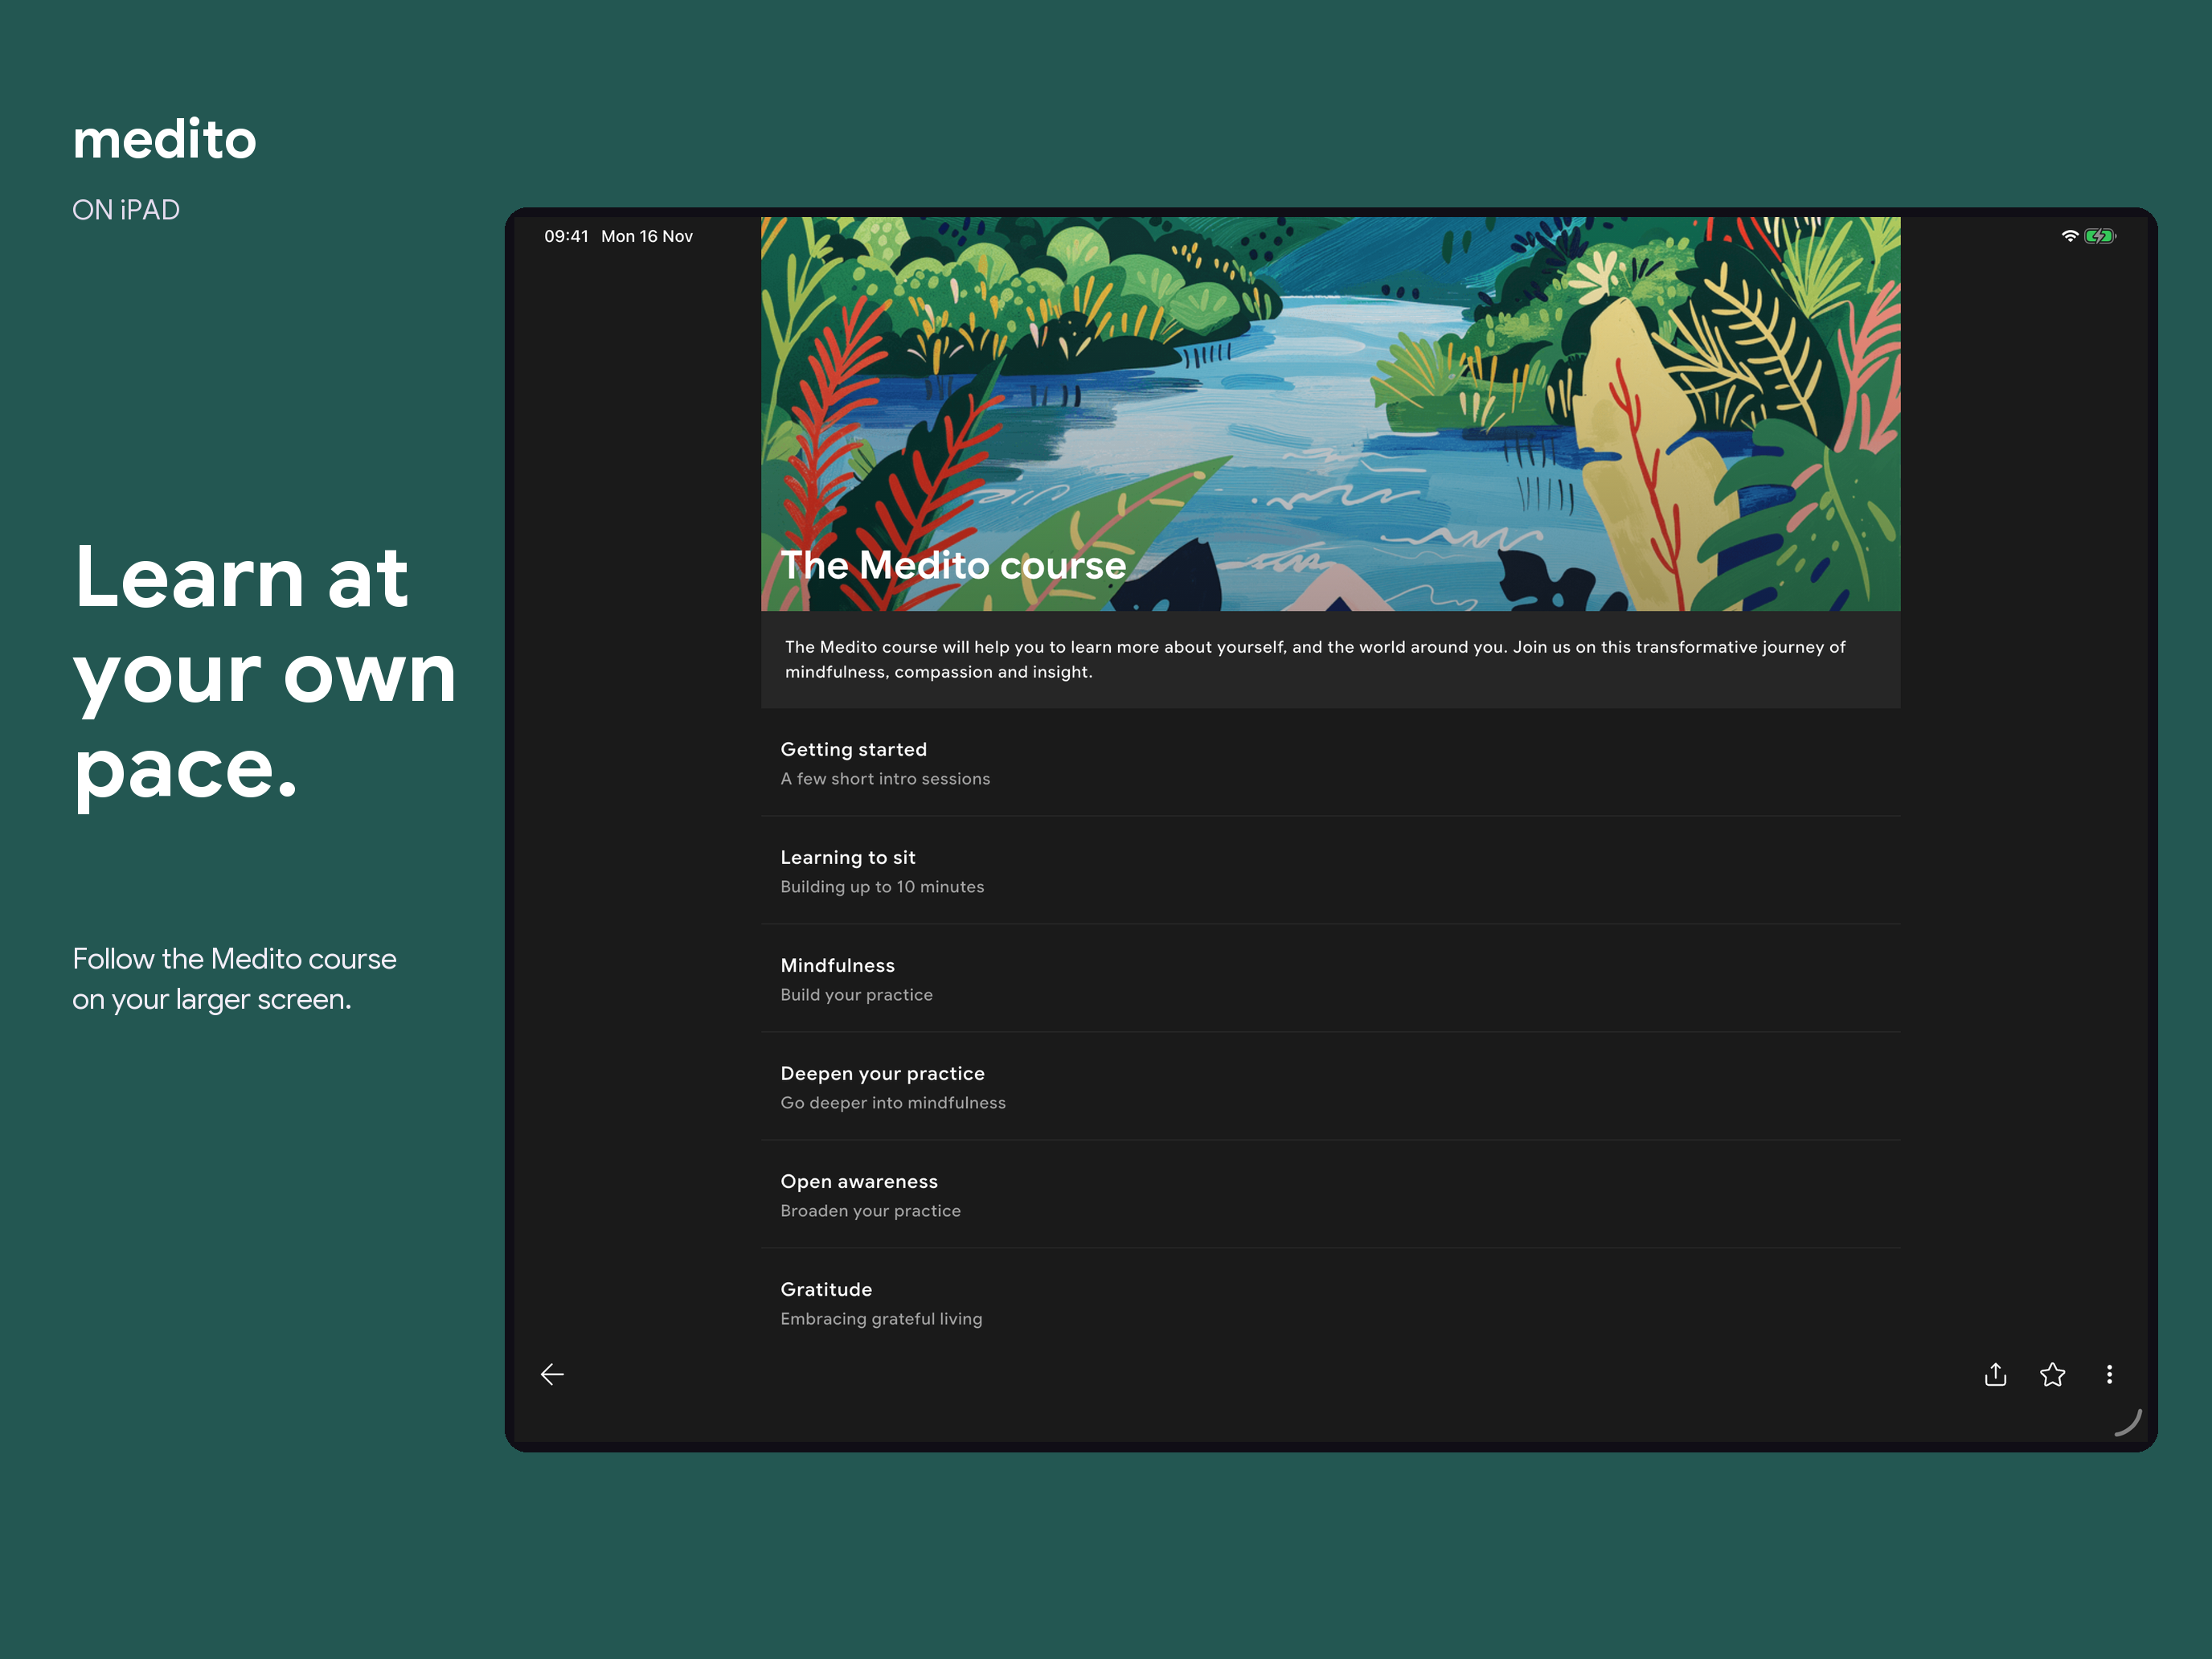 medito
ON iPAD
Learn at
your own
pace.
Follow the Medito course
on your larger screen.
09:41 Mon 16 Nov
The Medito course
The Medito course will help you to learn more about yourself, and the world around you. Join us on this transformative journey of
mindfulness, compassion and insight.
Getting started
A few short intro sessions
Learning to sit
Building up to 10 minutes
Mindfulness
Build your practice
Deepen your practice
Go deeper into mindfulness
Open awareness
Broaden your practice
Gratitude
Embracing grateful living